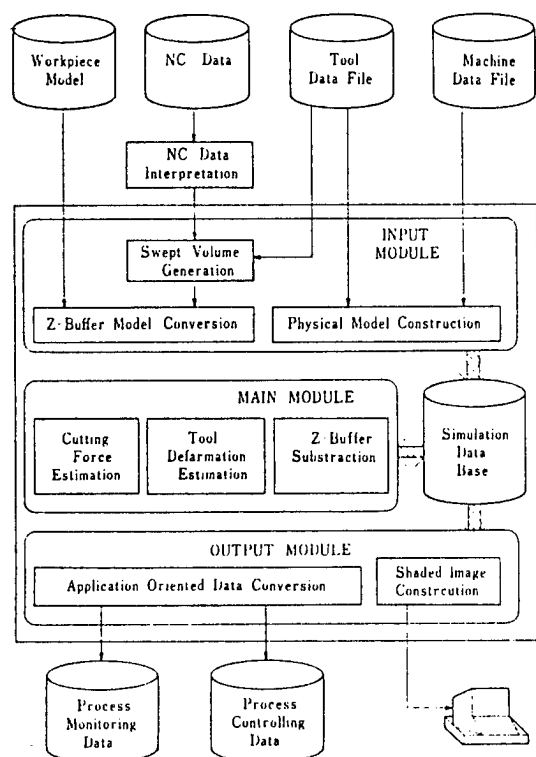 Workpiece
Model
NC Data
Tool
Data File
Machine
Data File
NC Data
Interpretation
INPUT
MODULE
Swept Volume
Generation
Z-Buffer Model Conversion
Physical Model Construction
MAIN MODULE
Cutting
Force
Estimation
Tool
Defarmation
Estimation
Z-Buffer
Substraction
Simulation
Data
Base
OUTPUT MODULE
Application Oriented Data Conversion
Shaded Image
Constrcution
Process
Monitoring
Data
Process
Controlling
Data